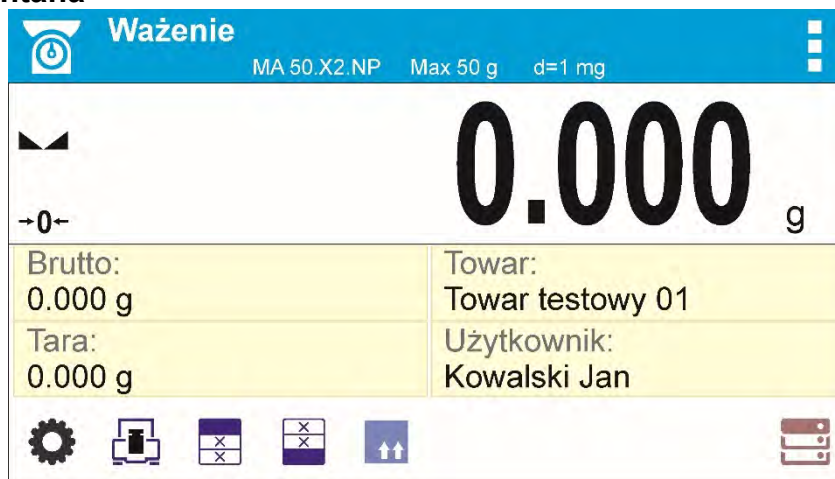 Ważenie
MA 50.X2.NP Max 50 g d=1 mg
0.000 g
→0←
Brutto:
0.000 g
Towar:
Towar testowy 01
Tara:
0.000 g
Użytkownik:
Kowalski Jan